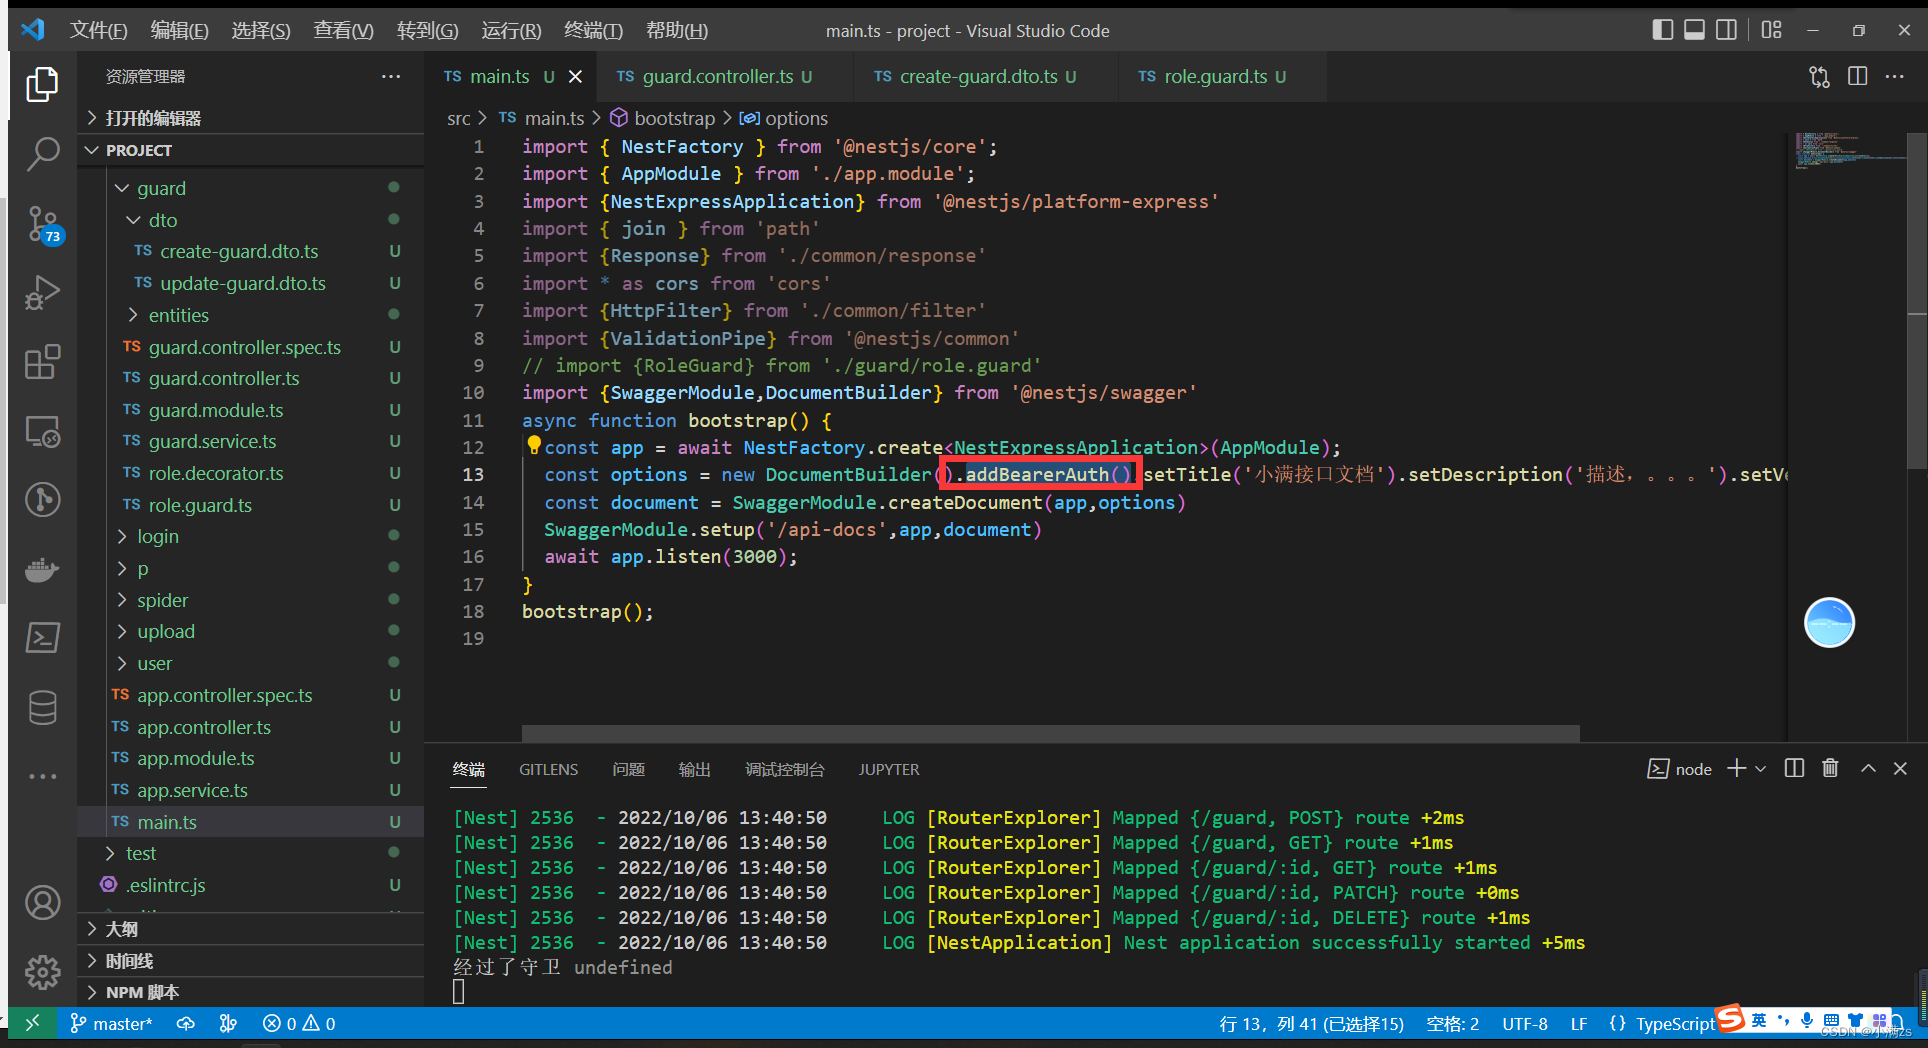 文件(F) 编辑(E) 选择(S) 查看(V) 转到(G) 运行(R) 终端(T) 帮助(H)
main.ts - project - Visual Studio Code
资源管理器
打开的编辑器
PROJECT
guard
dto
TS create-guard.dto.ts U
TS update-guard.dto.ts U
entities
TS guard.controller.spec.ts U
TS guard.controller.ts U
TS guard.module.ts U
TS guard.service.ts U
TS role.decorator.ts U
TS role.guard.ts U
login
p
spider
upload
user
TS app.controller.spec.ts U
TS app.controller.ts U
TS app.module.ts U
TS app.service.ts U
TS main.ts U
test
.eslintrc.js U
大纲
时间线
NPM 脚本
73
TS main.ts U TS guard.controller.ts U TS create-guard.dto.ts U TS role.guard.ts U
src > TS main.ts > bootstrap > options
1 import { NestFactory } from '@nestjs/core';
2 import { AppModule } from './app.module';
3 import {NestExpressApplication} from '@nestjs/platform-express'
4 import { join } from 'path'
5 import {Response} from './common/response'
6 import * as cors from 'cors'
7 import {HttpFilter} from './common/filter'
8 import {ValidationPipe} from '@nestjs/common'
9 // import {RoleGuard} from './guard/role.guard'
10 import {SwaggerModule,DocumentBuilder} from '@nestjs/swagger'
11 async function bootstrap() {
12 const app = await NestFactory.create<NestExpressApplication>(AppModule);
13 const options = new DocumentBuilder().addBearerAuth().setTitle('小满接口文档').setDescription('描述，。。。').setVe
14 const document = SwaggerModule.createDocument(app,options)
15 SwaggerModule.setup('/api-docs',app,document)
16 await app.listen(3000);
17 }
18 bootstrap();
19
终端 GITLENS 问题 输出 调试控制台 JUPYTER
node
[Nest] 2536 - 2022/10/06 13:40:50 LOG [RouterExplorer] Mapped {/guard, POST} route +2ms
[Nest] 2536 - 2022/10/06 13:40:50 LOG [RouterExplorer] Mapped {/guard, GET} route +1ms
[Nest] 2536 - 2022/10/06 13:40:50 LOG [RouterExplorer] Mapped {/guard/:id, GET} route +1ms
[Nest] 2536 - 2022/10/06 13:40:50 LOG [RouterExplorer] Mapped {/guard/:id, PATCH} route +0ms
[Nest] 2536 - 2022/10/06 13:40:50 LOG [RouterExplorer] Mapped {/guard/:id, DELETE} route +1ms
[Nest] 2536 - 2022/10/06 13:40:50 LOG [NestApplication] Nest application successfully started +5ms
经过了守卫 undefined
master* 0 0 行 13，列 41 (已选择15) 空格: 2 UTF-8 LF {} TypeScript 英
CSDN @小满zs